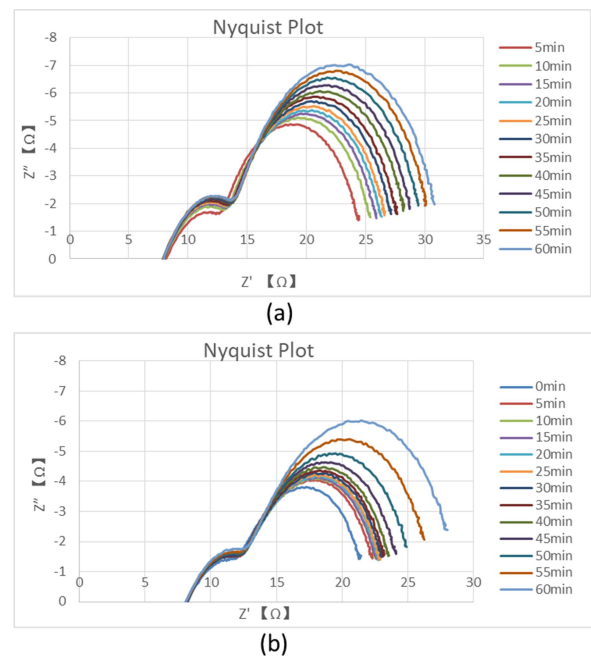 Nyquist Plot
-8
-7
-6
-5
-4
-3
-2
-1
0
0 5 10 15 20 25 30 35
Z″ 【Ω】
Z' 【Ω】
5min
10min
15min
20min
25min
30min
35min
40min
45min
50min
55min
60min
(a)
Nyquist Plot
-8
-7
-6
-5
-4
-3
-2
-1
0
0 5 10 15 21 25 30
Z″ 【Ω】
Z' 【Ω】
0min
5min
10min
15min
20min
25min
30min
35min
40min
45min
50min
55min
60min
(b)